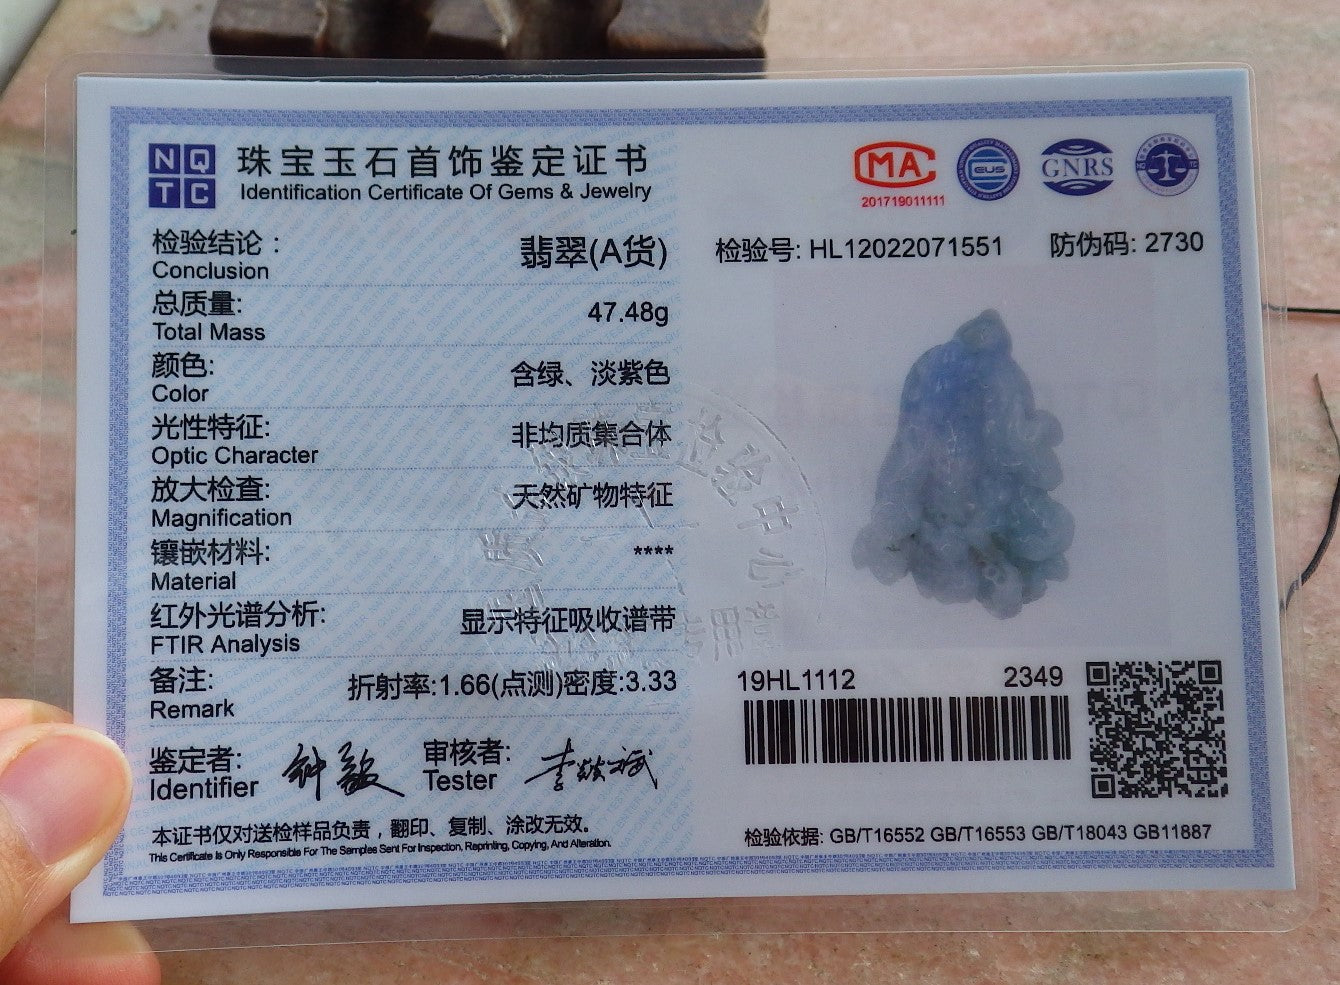 NQ
TC
珠宝玉石首饰鉴定证书
Identification Certificate Of Gems & Jewelry
MA
201719011111
EUS
GNRS
检验结论: 翡翠(A货)
Conclusion
总质量: 47.48g
Total Mass
颜色: 含绿、淡紫色
Color
光性特征: 非均质集合体
Optic Character
放大检查: 天然矿物特征
Magnification
镶嵌材料: ****
Material
红外光谱分析: 显示特征吸收谱带
FTIR Analysis
备注: 折射率:1.66(点测)密度:3.33
Remark
鉴定者:
Identifier
审核者:
Tester
本证书仅对送检样品负责，翻印、复制、涂改无效。
This Certificate Is Only Responsible For The Samples Sent For Inspection, Reprinting, Copying, And Alteration.
检验号: HL12022071551 防伪码: 2730
19HL1112 2349
检验依据: GB/T16552 GB/T16553 GB/T18043 GB11887